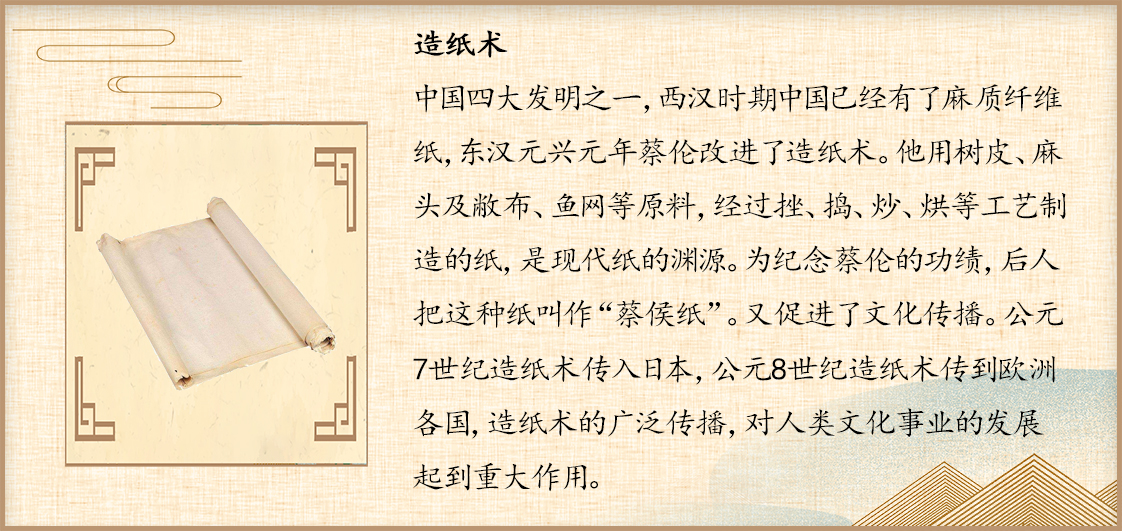 造纸术
中国四大发明之一，西汉时期中国已经有了麻质纤维
纸，东汉元兴元年蔡伦改进了造纸术。他用树皮、麻
头及敝布、鱼网等原料，经过挫、捣、炒、烘等工艺制
造的纸，是现代纸的渊源。为纪念蔡伦的功绩，后人
把这种纸叫作“蔡侯纸”。又促进了文化传播。公元
7世纪造纸术传入日本，公元8世纪造纸术传到欧洲
各国，造纸术的广泛传播，对人类文化事业的发展
起到重大作用。